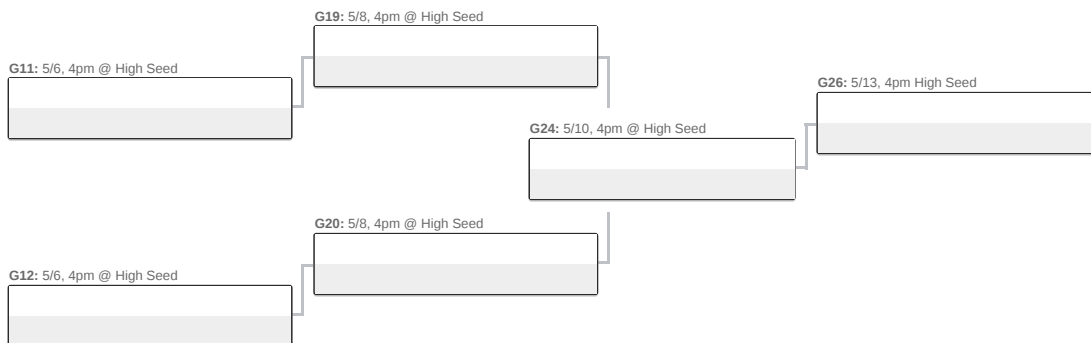 G19: 5/8, 4pm @ High Seed
G11: 5/6, 4pm @ High Seed
G26: 5/13, 4pm High Seed
G24: 5/10, 4pm @ High Seed
G20: 5/8, 4pm @ High Seed
G12: 5/6, 4pm @ High Seed